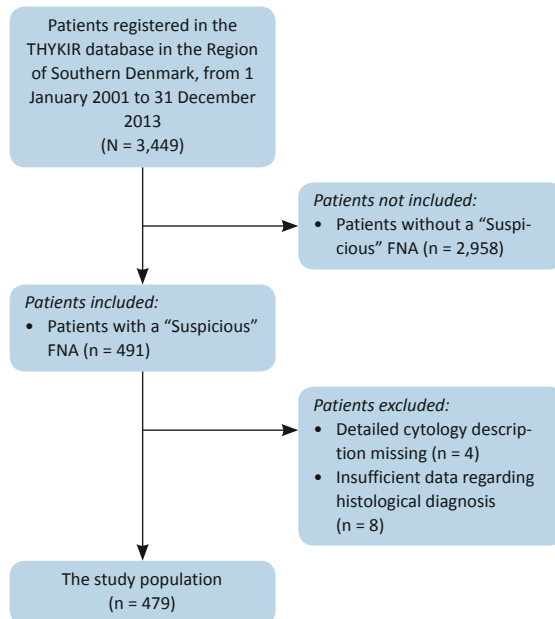 Patients registered in the
THYKIR database in the Region
of Southern Denmark, from 1
January 2001 to 31 December
2013
(N = 3,449)
Patients not included:
• Patients without a “Suspi-
cious” FNA (n = 2,958)
Patients included:
• Patients with a “Suspicious”
FNA (n = 491)
Patients excluded:
• Detailed cytology descrip-
tion missing (n = 4)
• Insufficient data regarding
histological diagnosis
(n = 8)
The study population
(n = 479)